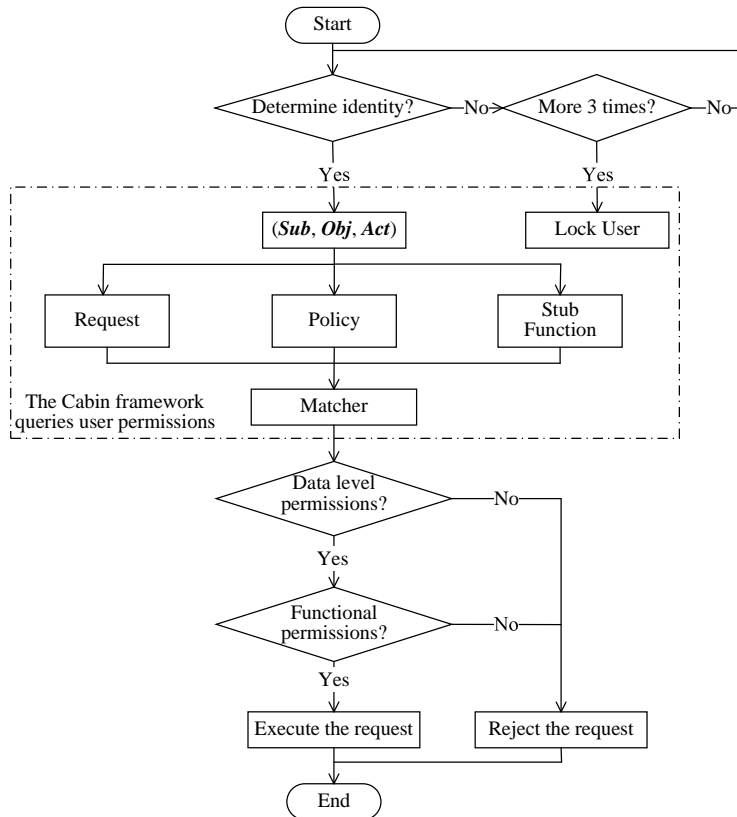 Start
Determine identity?
No
More 3 times?
No
Yes
Yes
(Sub, Obj, Act)
Lock User
Request
Policy
Stub
Function
The Cabin framework
queries user permissions
Matcher
Data level
permissions?
No
Yes
Functional
permissions?
No
Yes
Execute the request
Reject the request
End